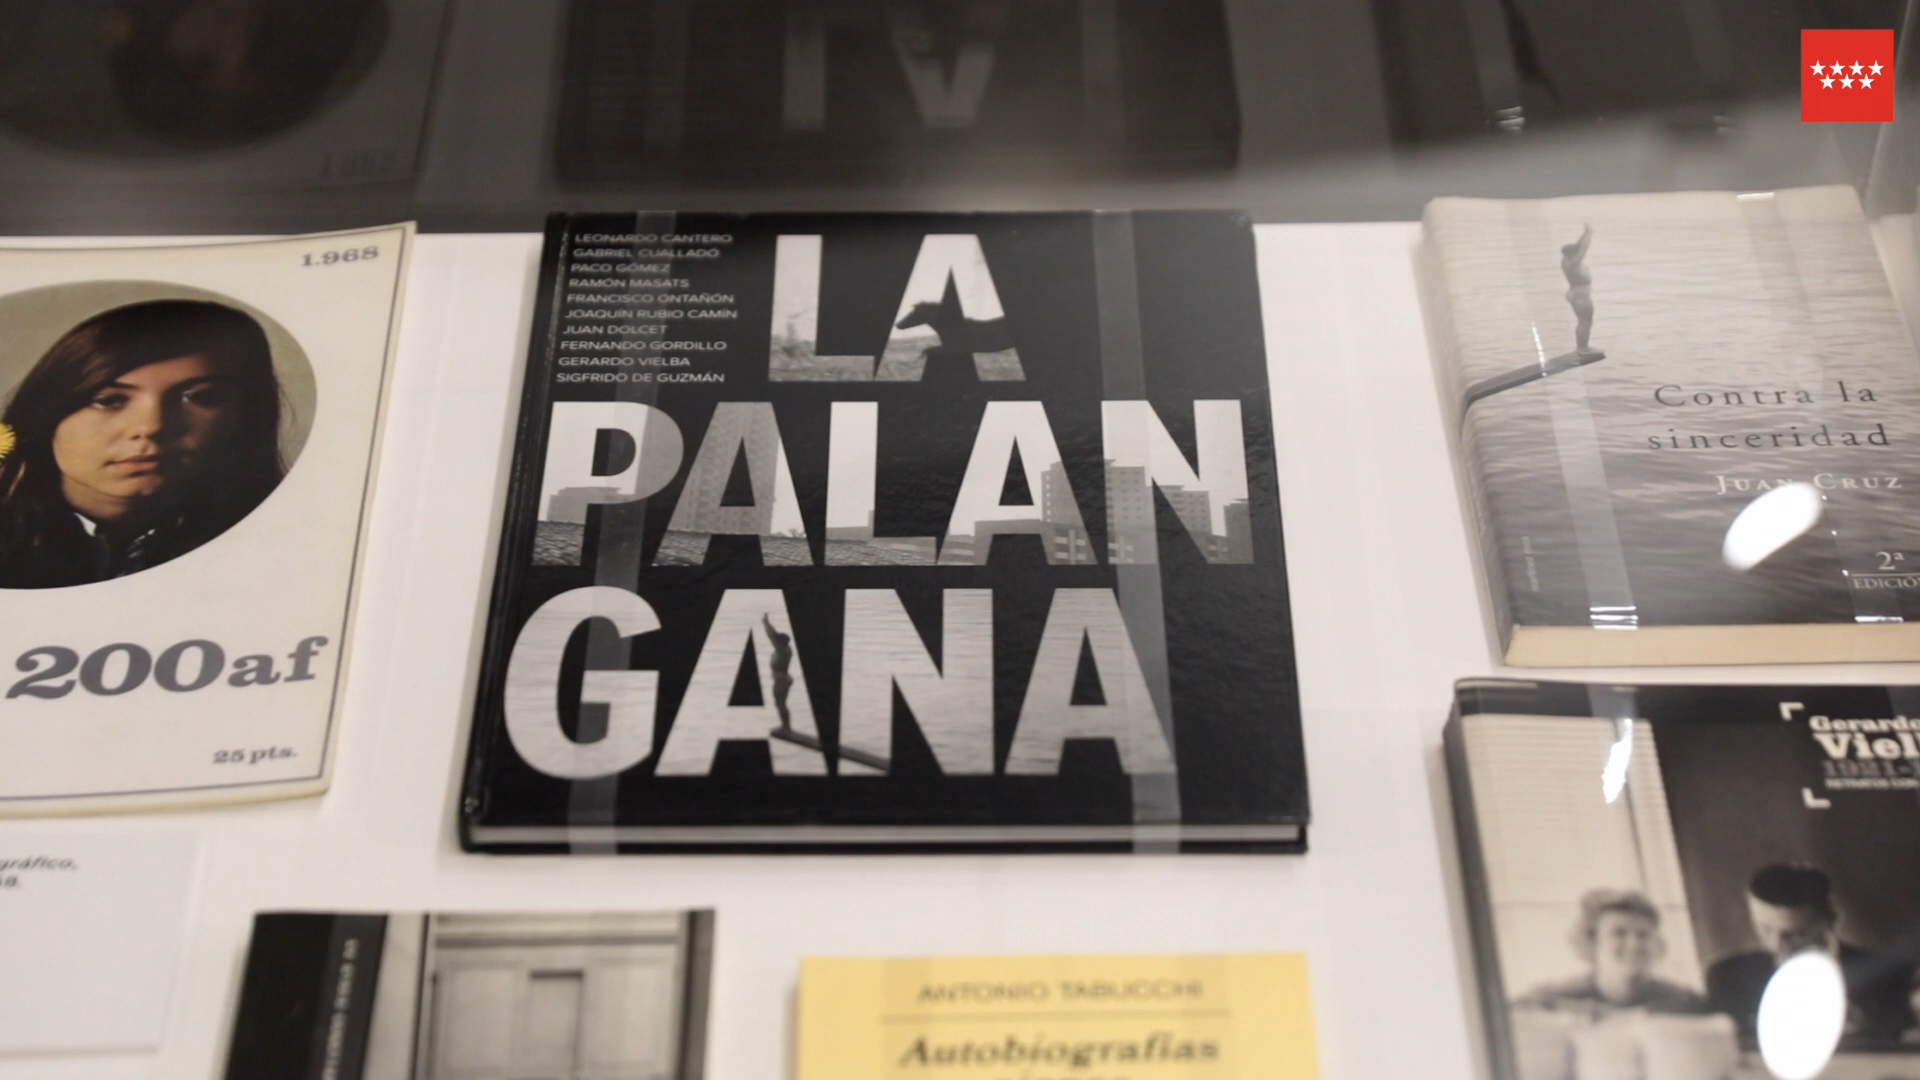 1.968
200af
25 pts.
gráfico,
LEONARDO CANTERO
GABRIEL CUALLADÓ
PACO GÓMEZ
RAMÓN MASATS
FRANCISCO ONTAÑÓN
JOAQUÍN RUBIO CAMÍN
JUAN DOLCET
FERNANDO GORDILLO
GERARDO VIELBA
SIGFRIDO DE GUZMÁN
LA
PALAN
GANA
Contra la
sinceridad
JUAN CRUZ
2ª
EDICIÓ
Gerardo
Viel
ANTONIO TABUCCHI
Autobiografías